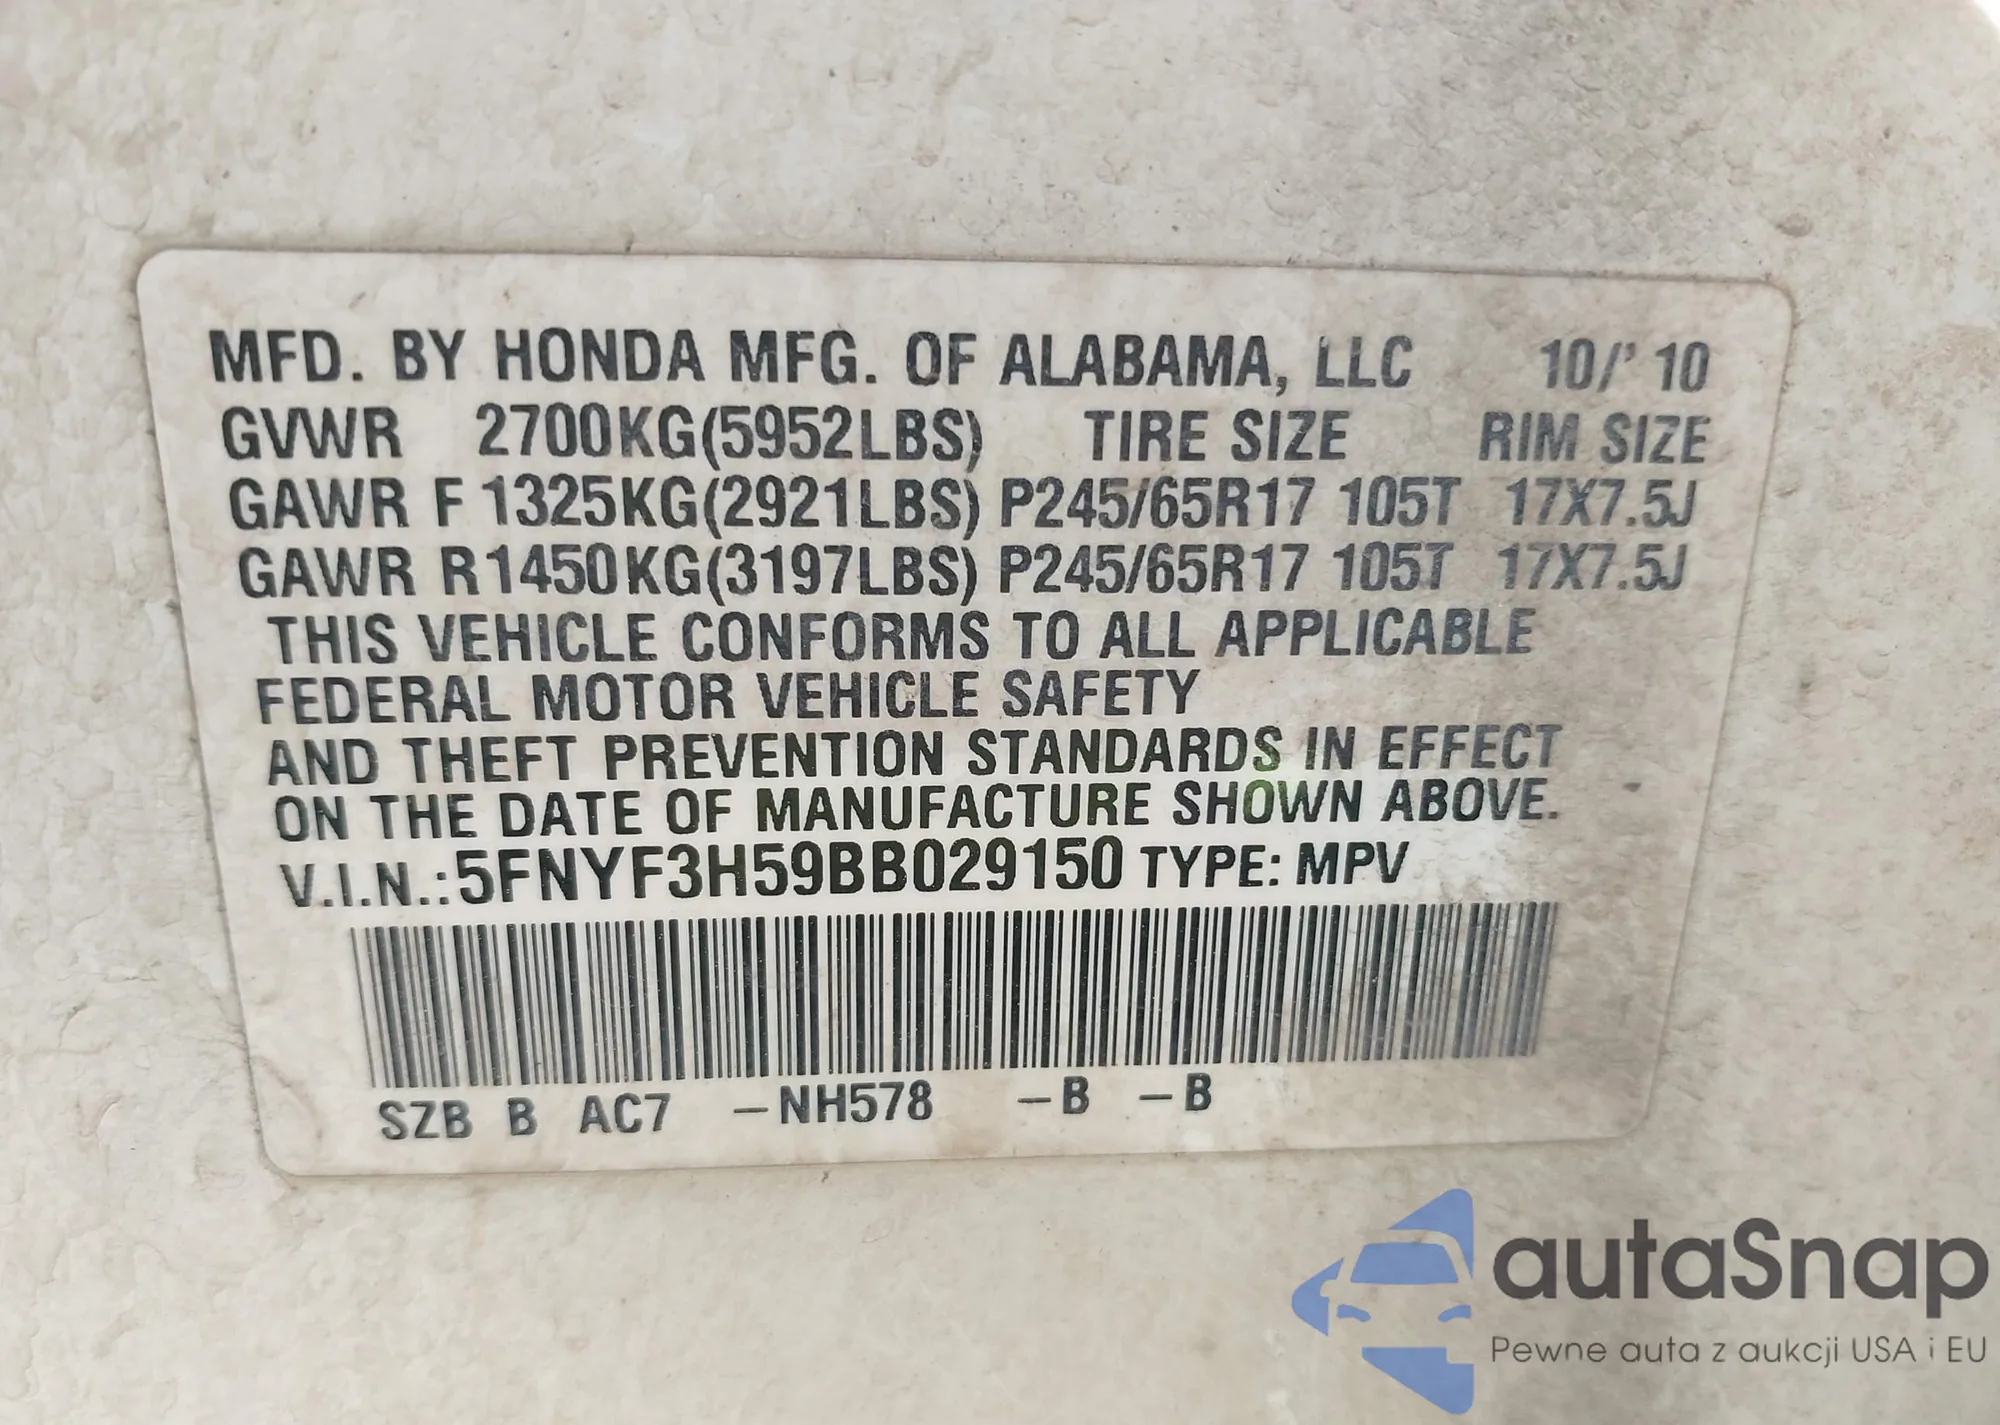 MFD. BY HONDA MFG. OF ALABAMA, LLC 10/' 10
GVWR 2700KG(5952LBS) TIRE SIZE RIM SIZE
GAWR F 1325KG(2921LBS) P245/65R17 105T 17X7.5J
GAWR R1450KG(3197LBS) P245/65R17 105T 17X7.5J
THIS VEHICLE CONFORMS TO ALL APPLICABLE
FEDERAL MOTOR VEHICLE SAFETY
AND THEFT PREVENTION STANDARDS IN EFFECT
ON THE DATE OF MANUFACTURE SHOWN ABOVE.
V.I.N.:5FNYF3H59BB029150 TYPE: MPV
SZB B AC7 –NH578 –B –B
autaSnap
Pewne auta z aukcji USA i EU